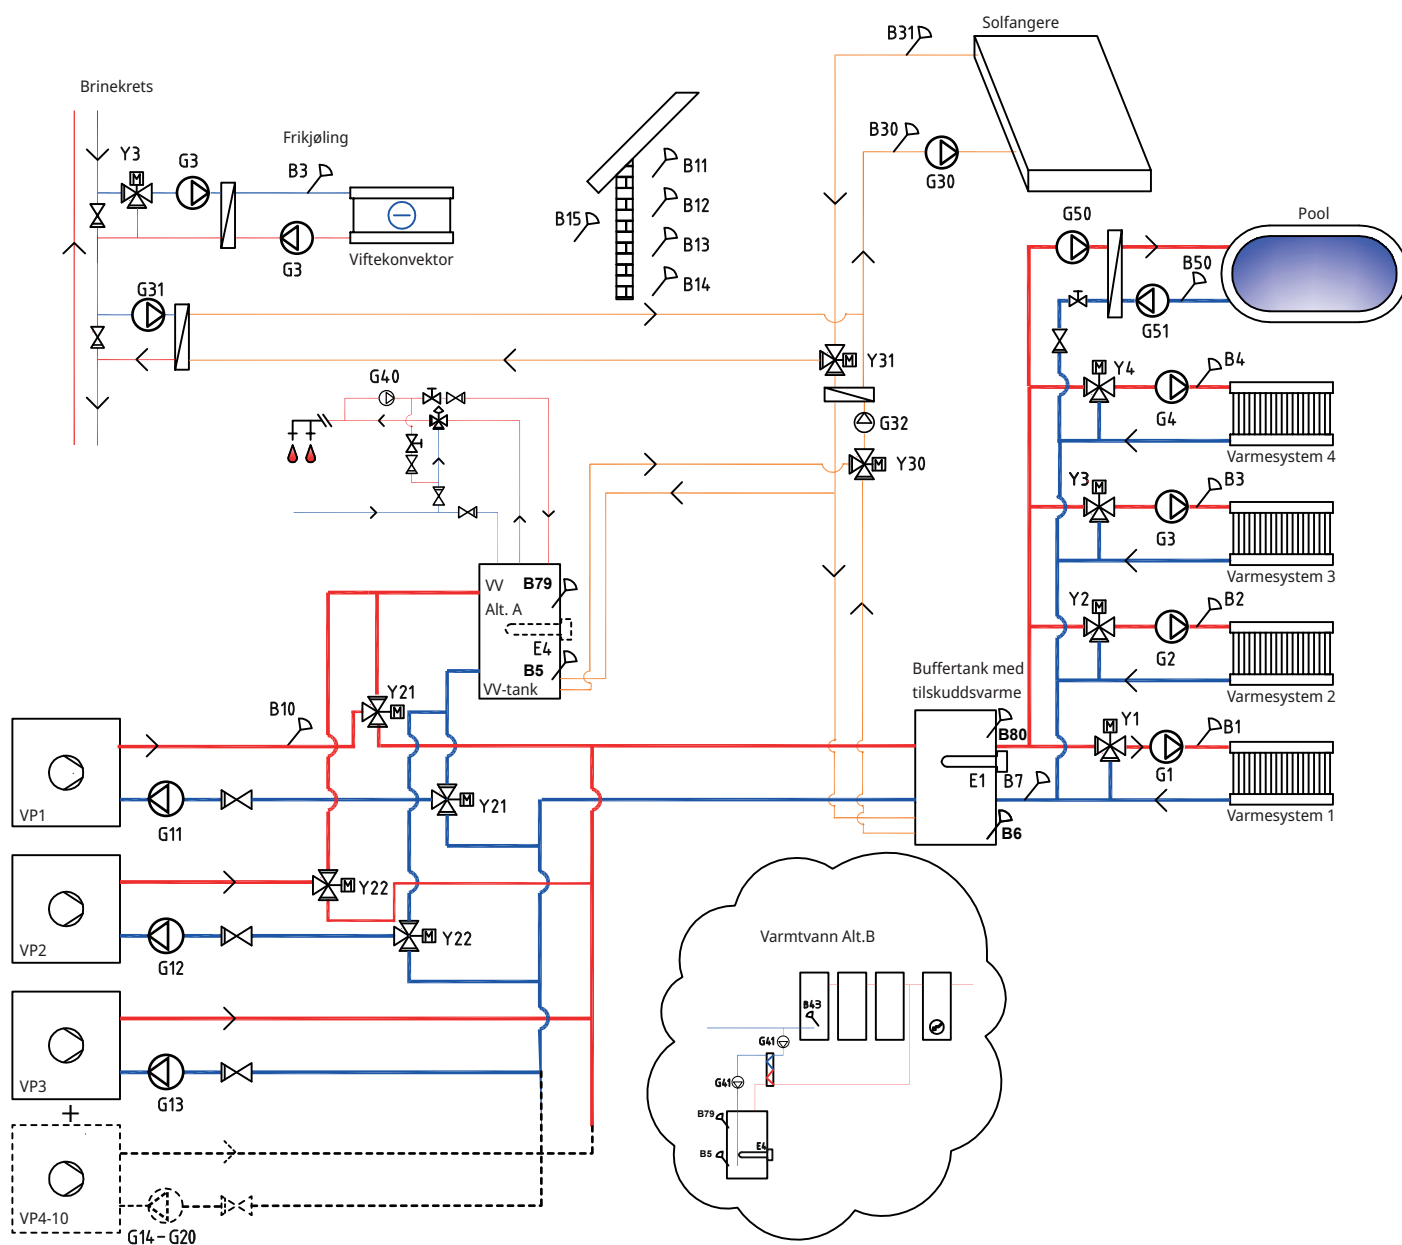 Solfangere
B31
Brinekrets
B30
G30
Frikjøling
Y3
M
G3
B3
B11
B12
B13
B14
B15
G3
Viftekonvektor
G50
Pool
B50
G51
G31
Y31
M
G32
Y30
M
G40
Y4
M
B4
G4
Varmesystem 4
Y3
M
B3
G3
Varmesystem 3
Y2
M
B2
G2
Varmesystem 2
Y1
M
B1
G1
Varmesystem 1
VV
B79
Alt. A
E4
B5
VV-tank
Buffertank med
tilskuddsvarme
B80
E1
B7
B6
B10
Y21
M
VP1
G11
Y21
M
Y22
M
VP2
G12
Y22
M
VP3
G13
+
VP4-10
G14-G20
Varmtvann Alt.B
B43
G41
G41
B79
B5
E4